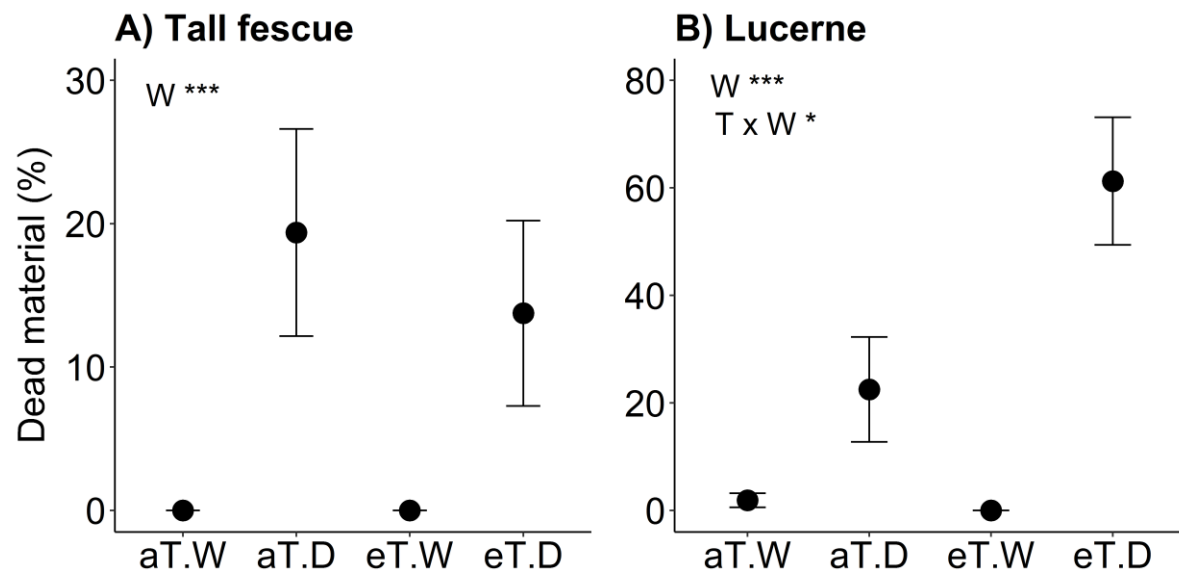 A) Tall fescue
Dead material (%)
30
20
10
0
W ***
aT.W aT.D eT.W eT.D
B) Lucerne
80
60
40
20
0
W ***
T x W *
aT.W aT.D eT.W eT.D